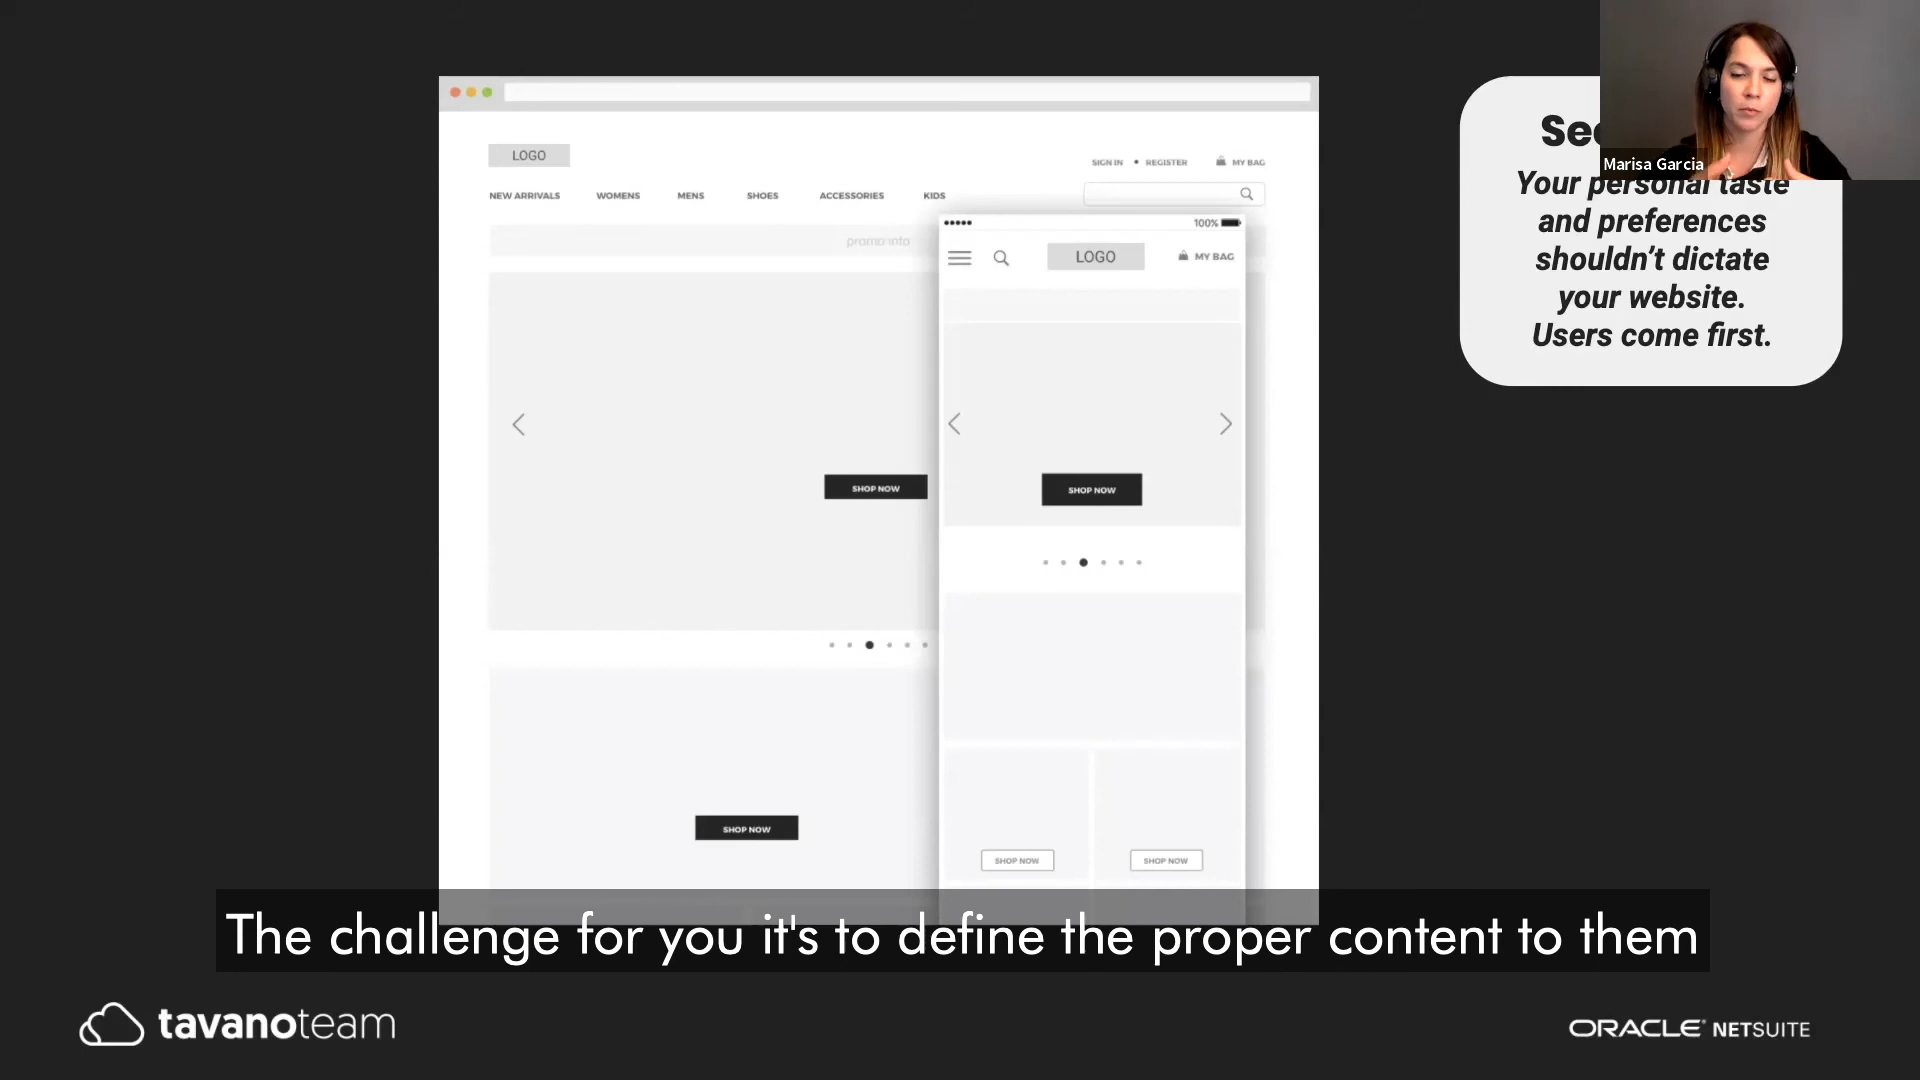 LOGO
SIGN IN • REGISTER MY BAG
NEW ARRIVALS WOMENS MENS SHOES ACCESSORIES KIDS
promo info
100%
LOGO
MY BAG
SHOP NOW
SHOP NOW
SHOP NOW
SHOP NOW SHOP NOW
Marisa Garcia
Your personal taste
and preferences
shouldn’t dictate
your website.
Users come first.
The challenge for you it's to define the proper content to them
tavanoteam
ORACLE NETSUITE